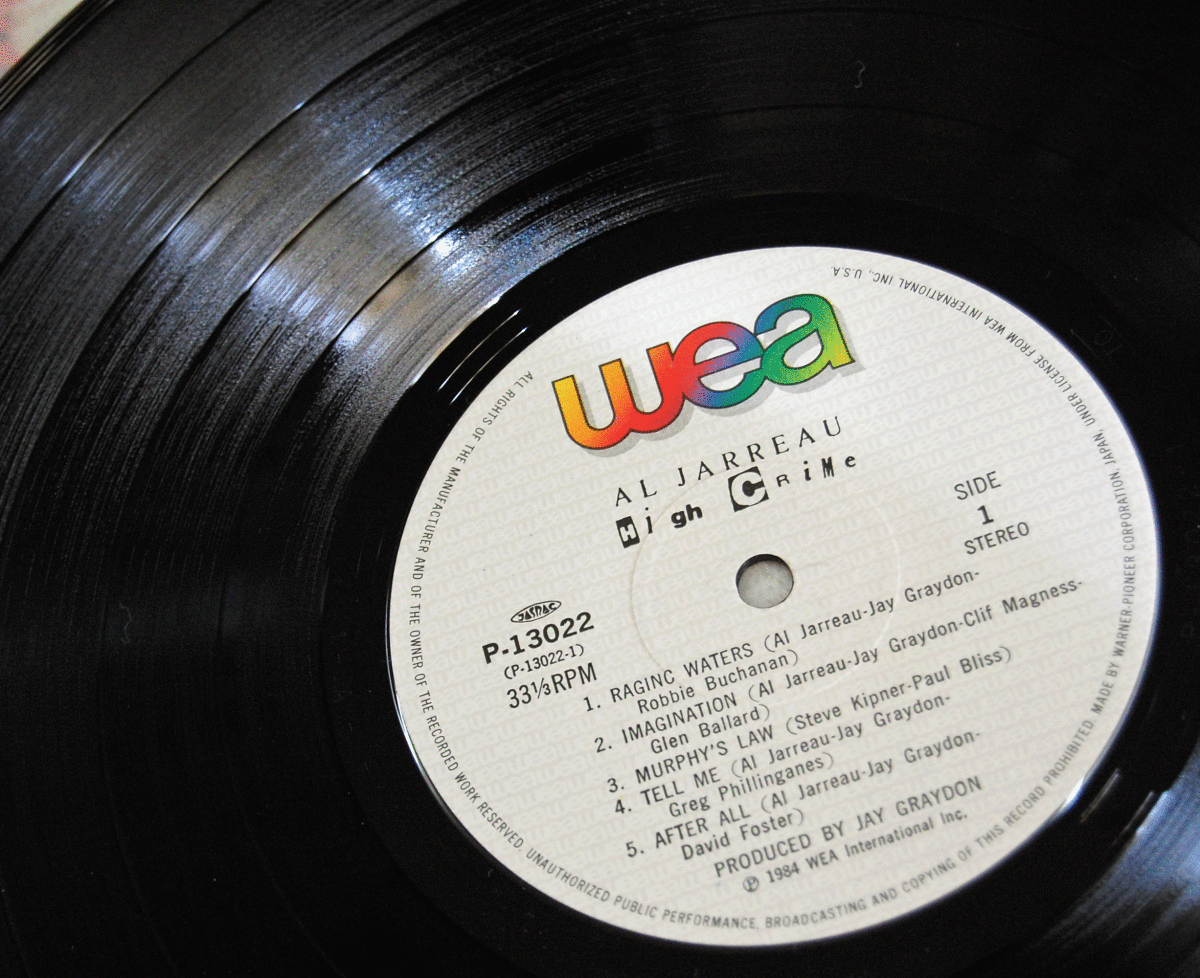 wea
AL JARREAU
High CRiMe
SIDE
1
STEREO
JASRAC
P-13022
(P-13022-1)
33⅓RPM
1. RAGINC WATERS (Al Jarreau-Jay Graydon-
Robbie Buchanan)
2. IMAGINATION (Al Jarreau-Jay Graydon-Clif Magness-
Glen Ballard)
3. MURPHY'S LAW (Steve Kipner-Paul Bliss)
4. TELL ME (Al Jarreau-Jay Graydon-
Greg Phillinganes)
5. AFTER ALL (Al Jarreau-Jay Graydon-
David Foster)
PRODUCED BY JAY GRAYDON
℗ 1984 WEA International Inc.
ALL RIGHTS OF THE MANUFACTURER AND OF THE OWNER OF THE RECORDED WORK RESERVED. UNAUTHORIZED PUBLIC PERFORMANCE, BROADCASTING AND COPYING OF THIS RECORD PROHIBITED. MADE BY WARNER-PIONEER CORPORATION, JAPAN, UNDER LICENSE FROM WEA INTERNATIONAL INC., U.S.A.